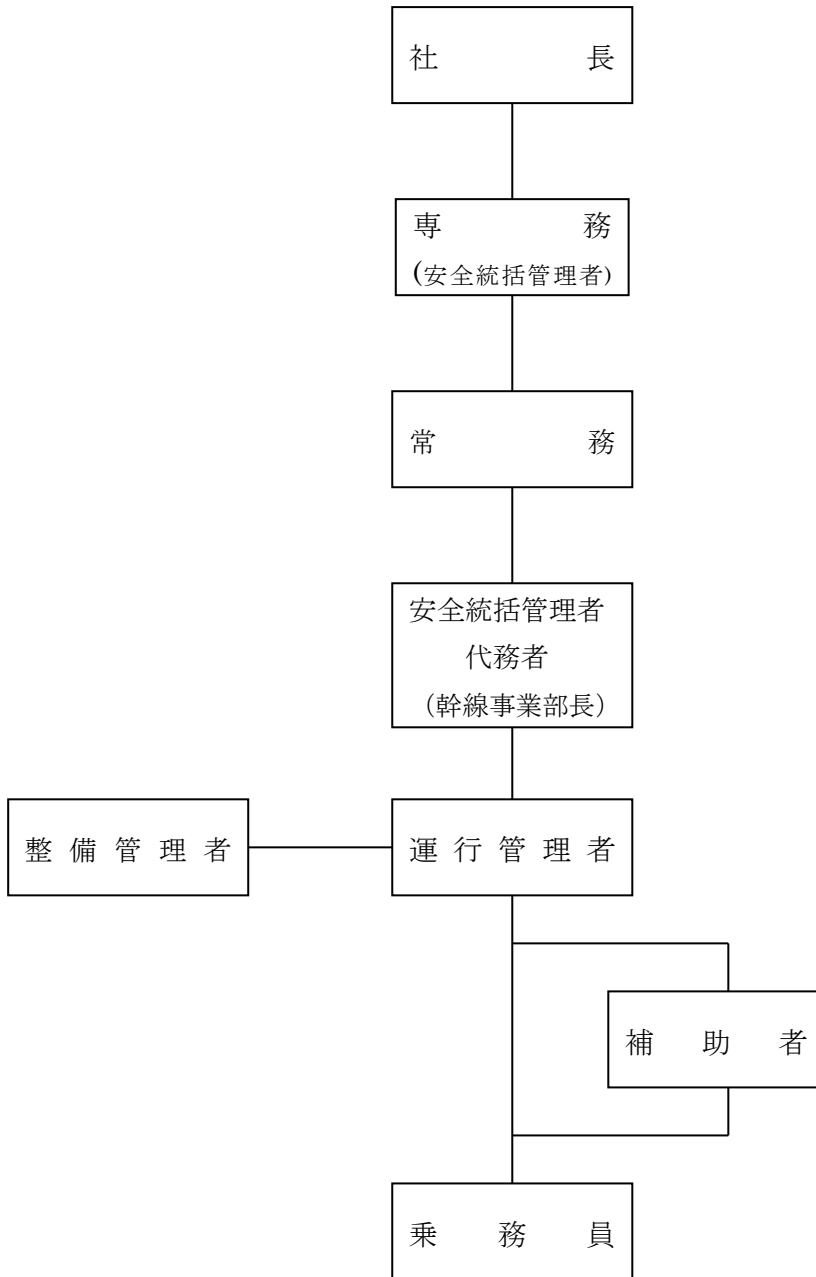 社長
専務
(安全統括管理者)
常務
安全統括管理者
代務者
（幹線事業部長）
整備管理者
運行管理者
補助者
乗務員